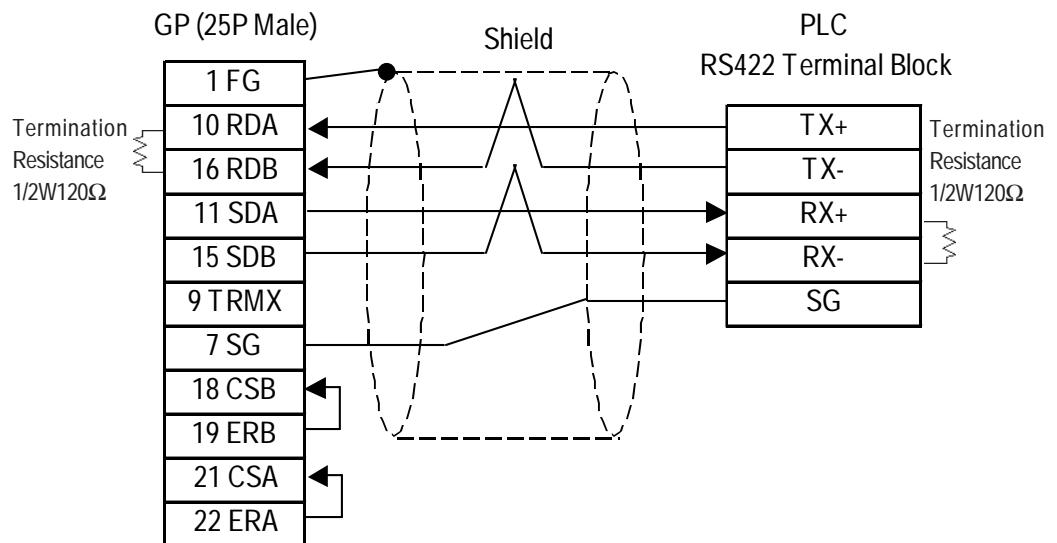 GP (25P Male)
Shield
PLC
RS422 Terminal Block
1 FG
10 RDA
16 RDB
11 SDA
15 SDB
9 TRMX
7 SG
18 CSB
19 ERB
21 CSA
22 ERA
Termination
Resistance
1/2W120Ω
TX+
TX-
RX+
RX-
SG
Termination
Resistance
1/2W120Ω